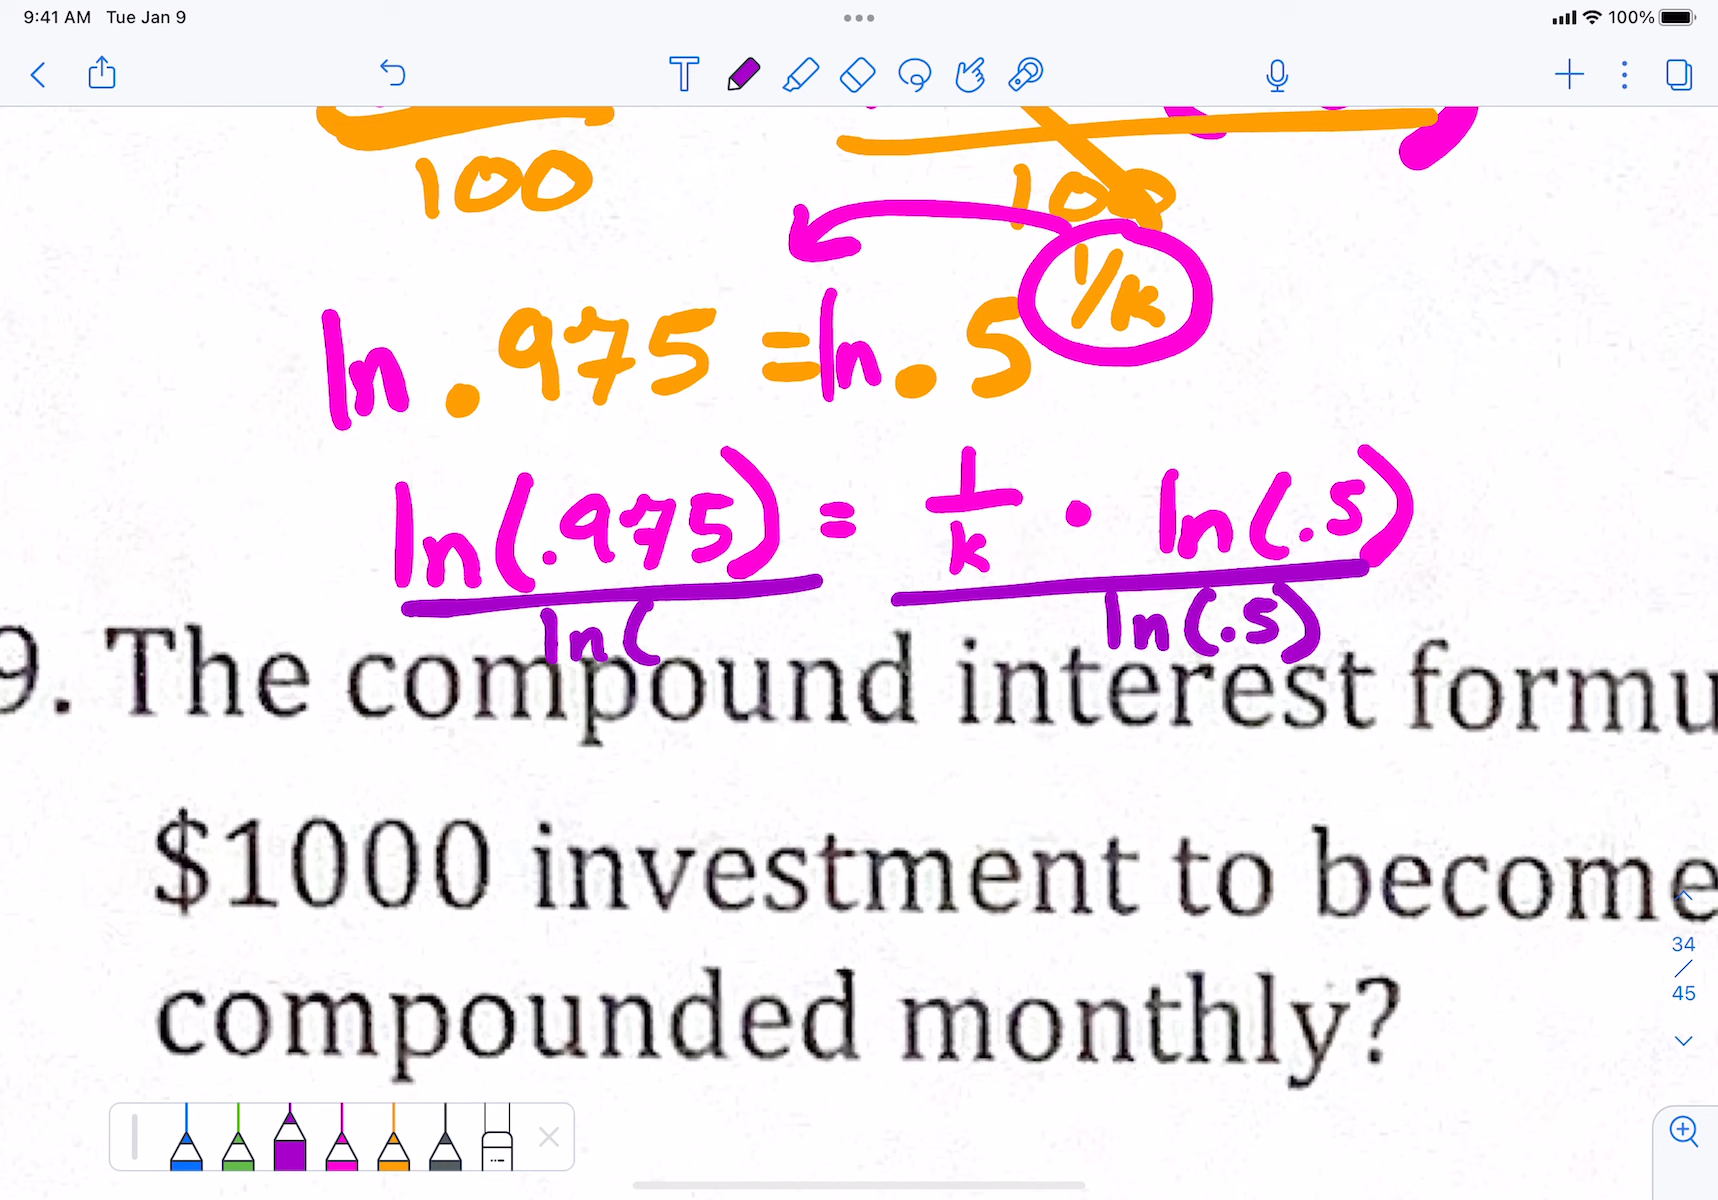 9:41 AM Tue Jan 9
100%
100 100
ln .975 = ln .5^1/k
ln(.975) = 1/k · ln(.5)
ln( ln(.5)
9. The compound interest formu
$1000 investment to become
compounded monthly?
34
/
45